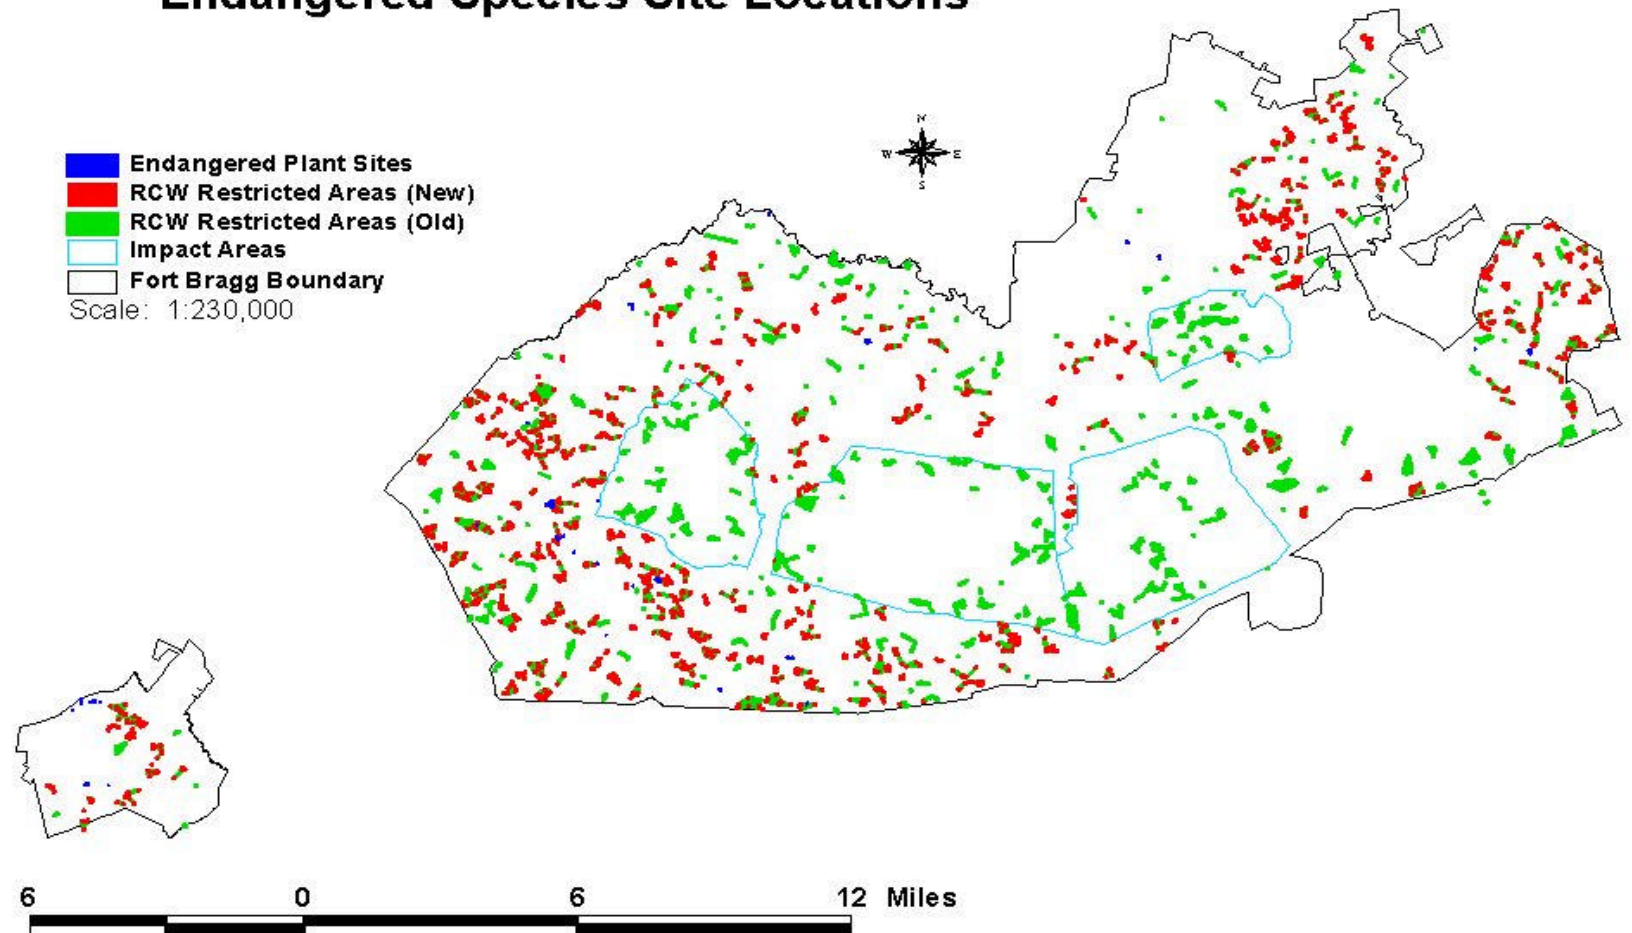 Endangered Species Site Locations
N
W E
S
Endangered Plant Sites
RCW Restricted Areas (New)
RCW Restricted Areas (Old)
Impact Areas
Fort Bragg Boundary
Scale: 1:230,000
6 0 6 12 Miles